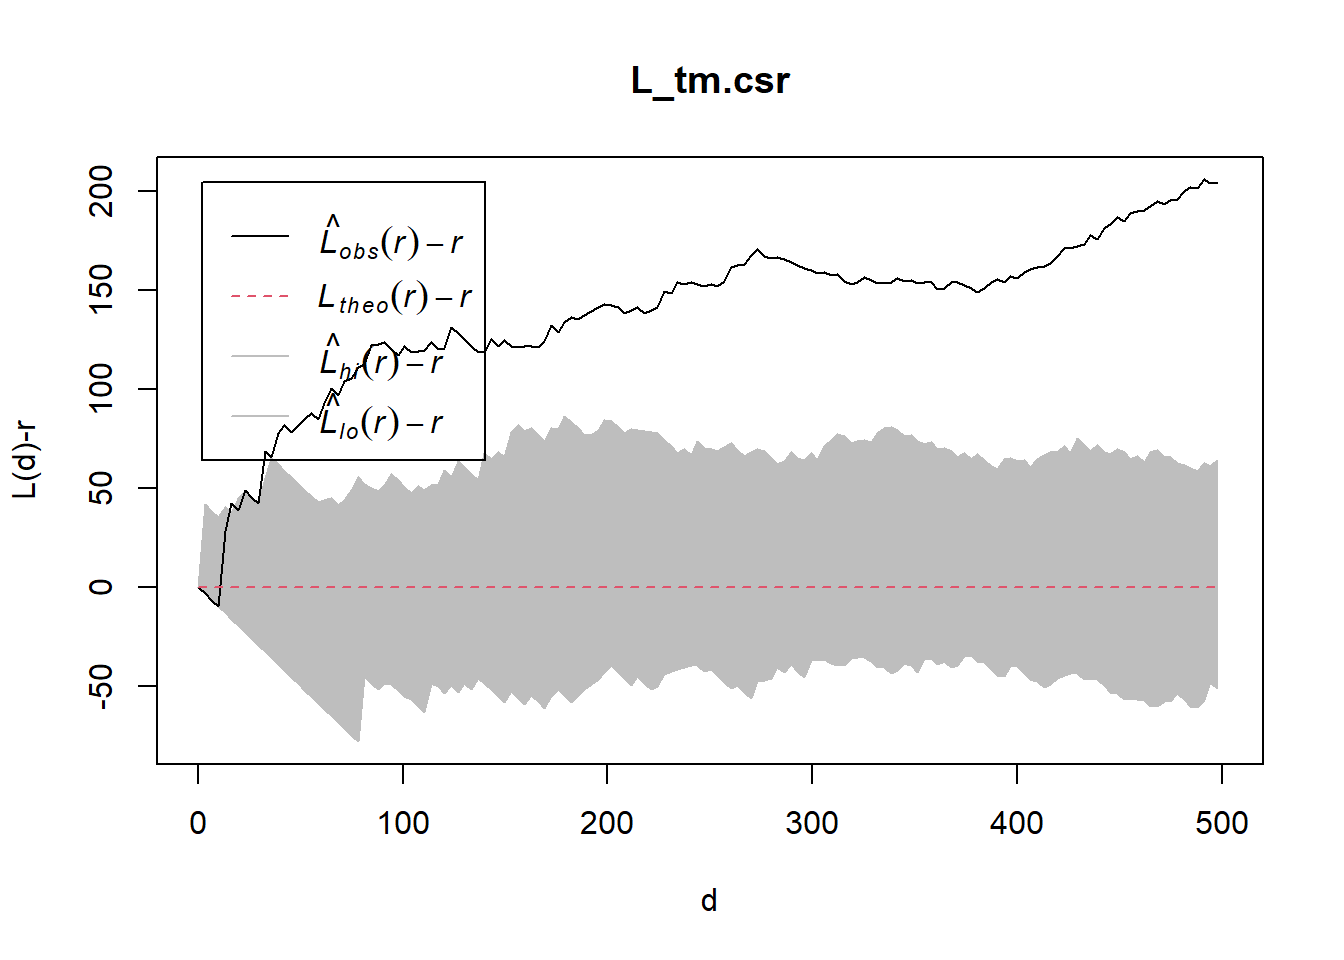 L_tm.csr
L(d)-r
200
150
100
50
0
-50
L̂obs(r) − r
Ltheo(r) − r
L̂hi(r) − r
L̂lo(r) − r
0 100 200 300 400 500
d